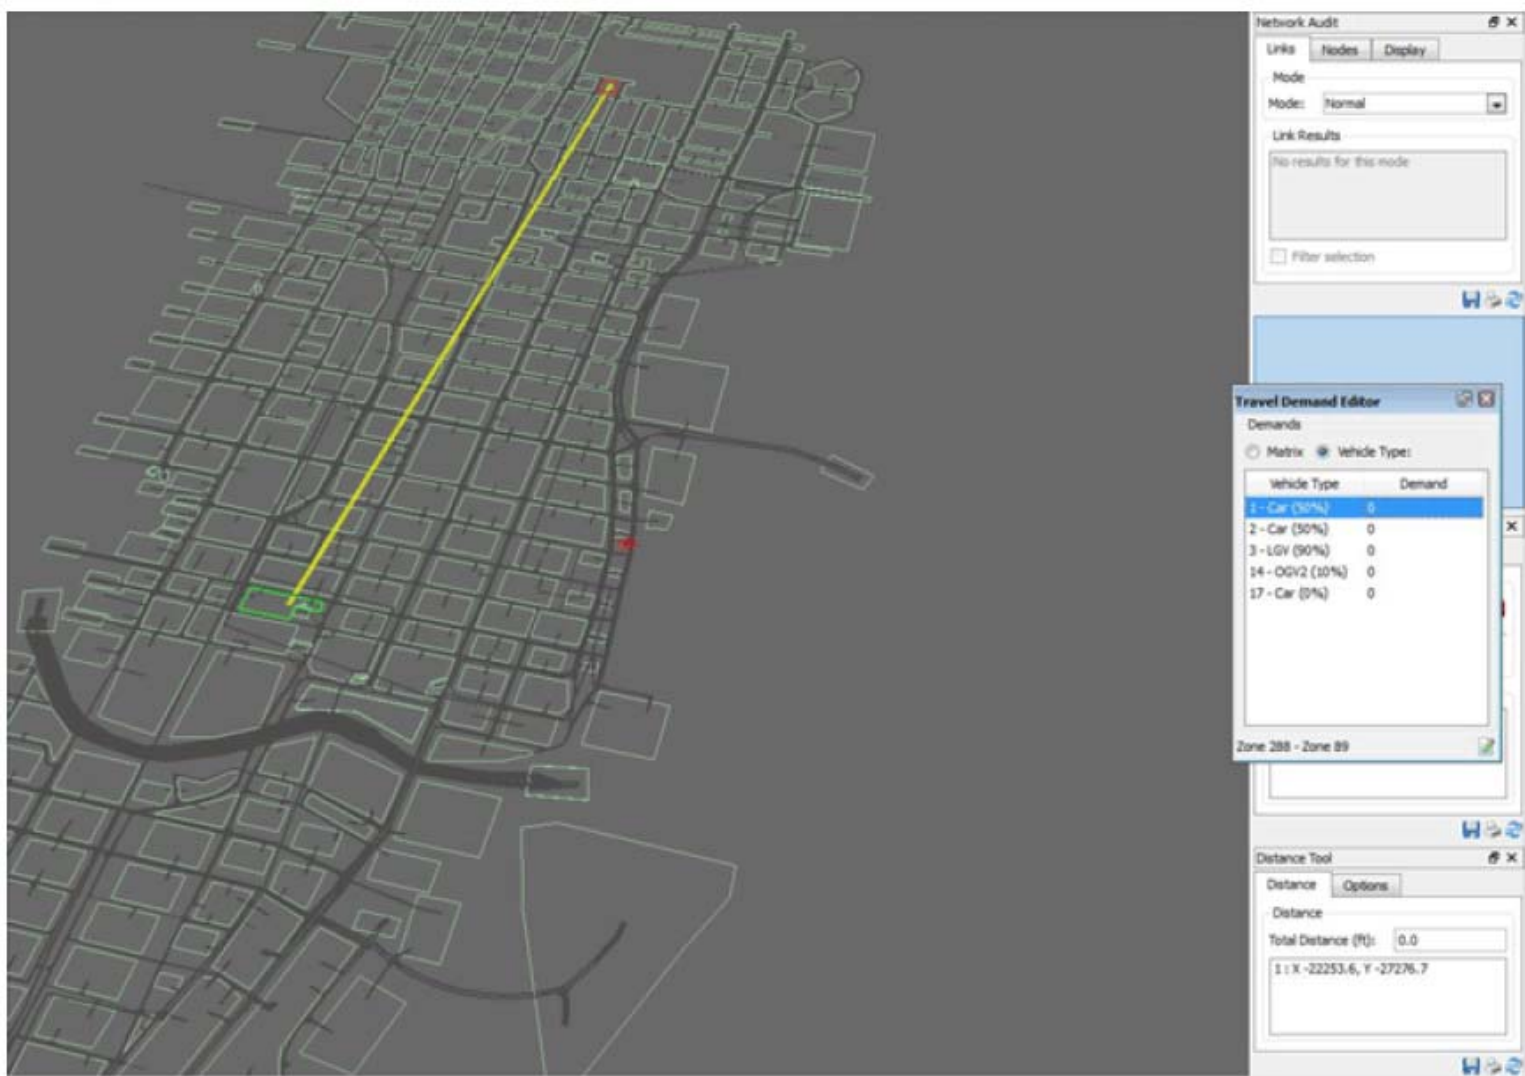 Network Audit
Links Nodes Display
Mode
Mode: Normal
Link Results
No results for this mode
Filter selection
Travel Demand Editor
Demands
Matrix Vehicle Type:
Vehicle Type Demand
1 - Car (50%) 0
2 - Car (50%) 0
3 - LGV (90%) 0
14 - OGV2 (10%) 0
17 - Car (0%) 0
Zone 288 - Zone 89
Distance Tool
Distance Options
Distance
Total Distance (ft): 0.0
1 : X -22253.6, Y -27276.7